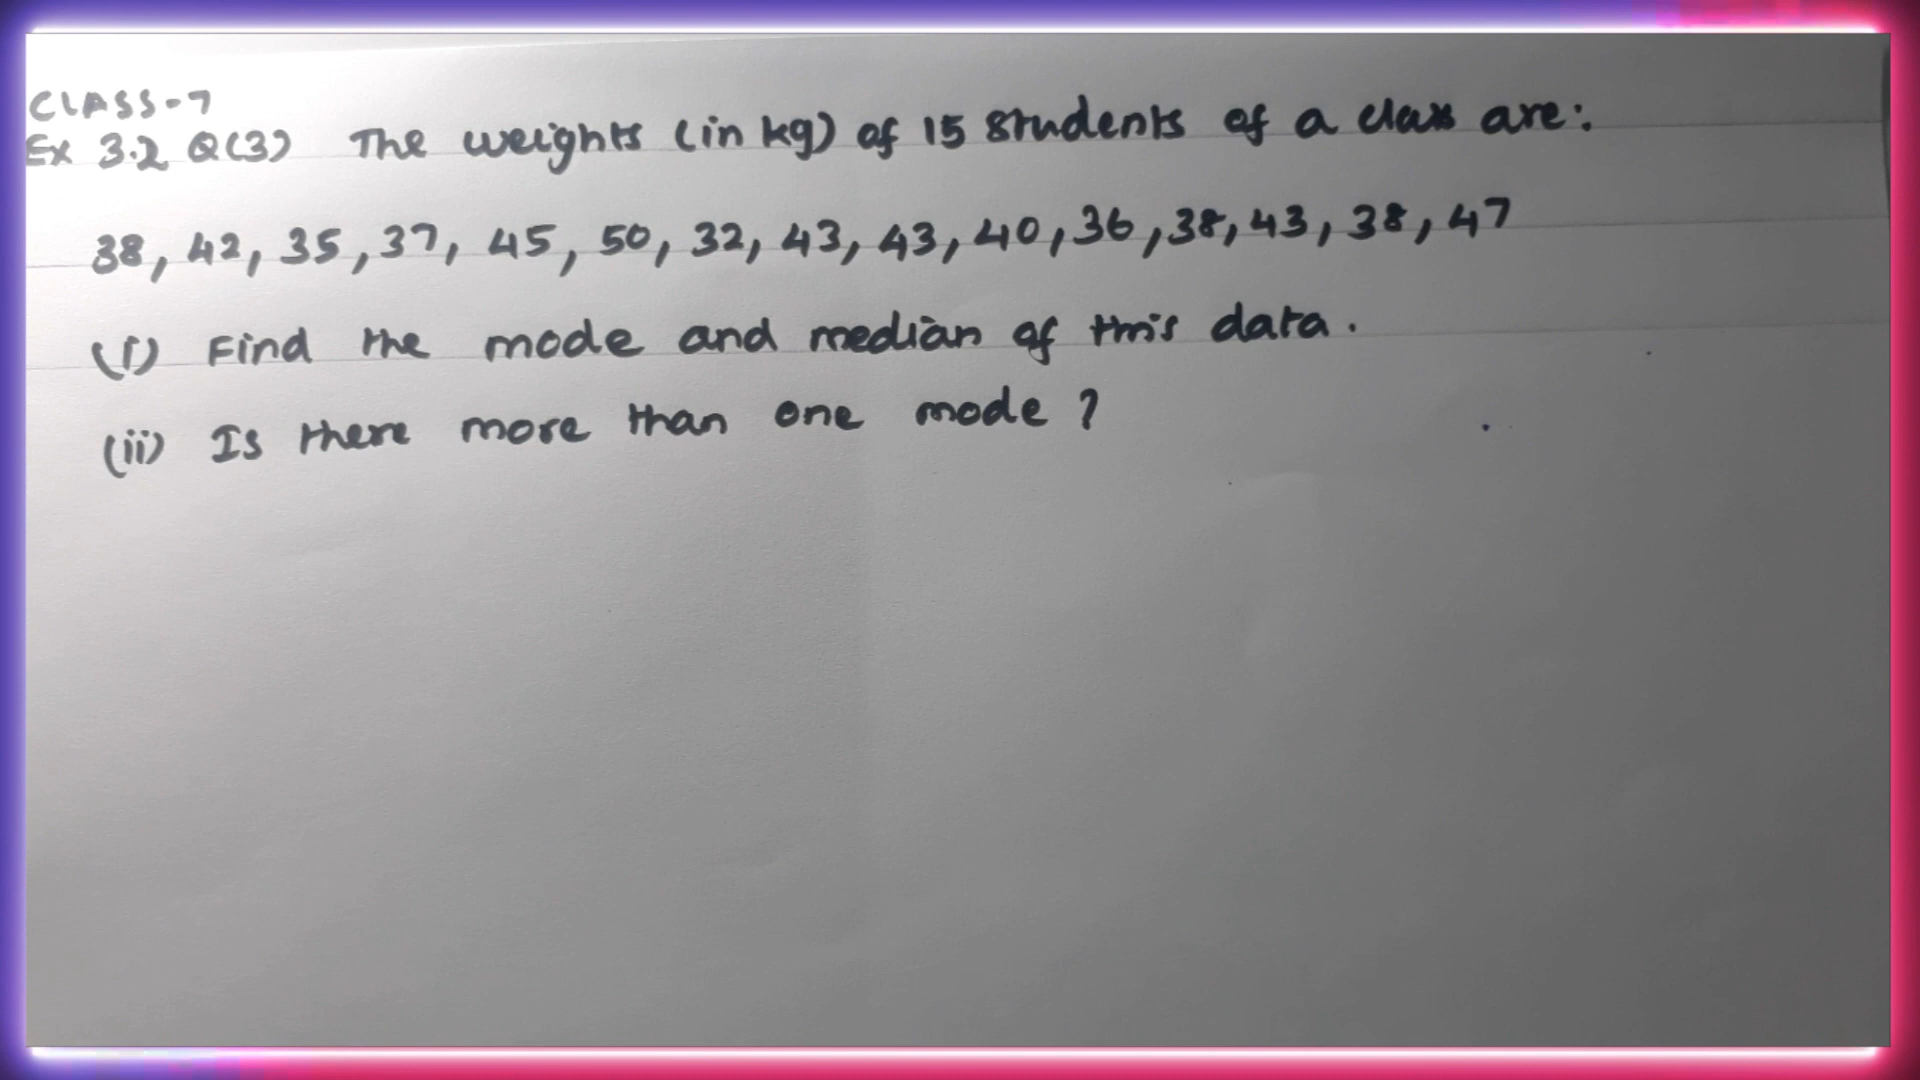 CLASS-7
Ex 3.2 Q(3) The weights (in kg) of 15 students of a class are:
38, 42, 35, 37, 45, 50, 32, 43, 43, 40, 36, 38, 43, 38, 47
(i) Find the mode and median of this data.
(ii) Is there more than one mode?